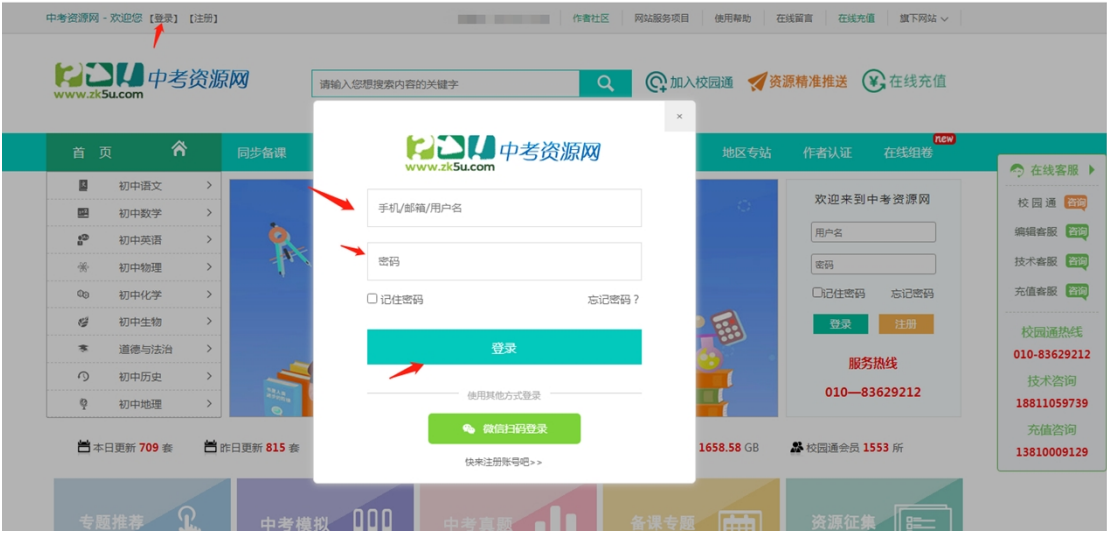 中考资源网 - 欢迎您 [登录] [注册]
作者社区 网站服务项目 使用帮助 在线留言 在线充值 旗下网站
中考资源网
www.zk5u.com
请输入您想搜索内容的关键字
加入校园通 资源精准推送 在线充值
首 页 同步备课 地区专站 作者认证 在线组卷 new
初中语文
初中数学
初中英语
初中物理
初中化学
初中生物
道德与法治
初中历史
初中地理
×
中考资源网
www.zk5u.com
手机/邮箱/用户名
密码
记住密码 忘记密码？
登录
使用其他方式登录
微信扫码登录
快来注册账号吧>>
欢迎来到中考资源网
用户名
密码
记住密码 忘记密码
登录 注册
服务热线
010—83629212
在线客服
校园通 咨询
编辑客服 咨询
技术客服 咨询
充值客服 咨询
校园通热线
010-83629212
技术咨询
18811059739
充值咨询
13810009129
本日更新 709 套 昨日更新 815 套 1658.58 GB 校园通会员 1553 所
专题推荐 中考模拟 中考真题 备课专题 资源征集